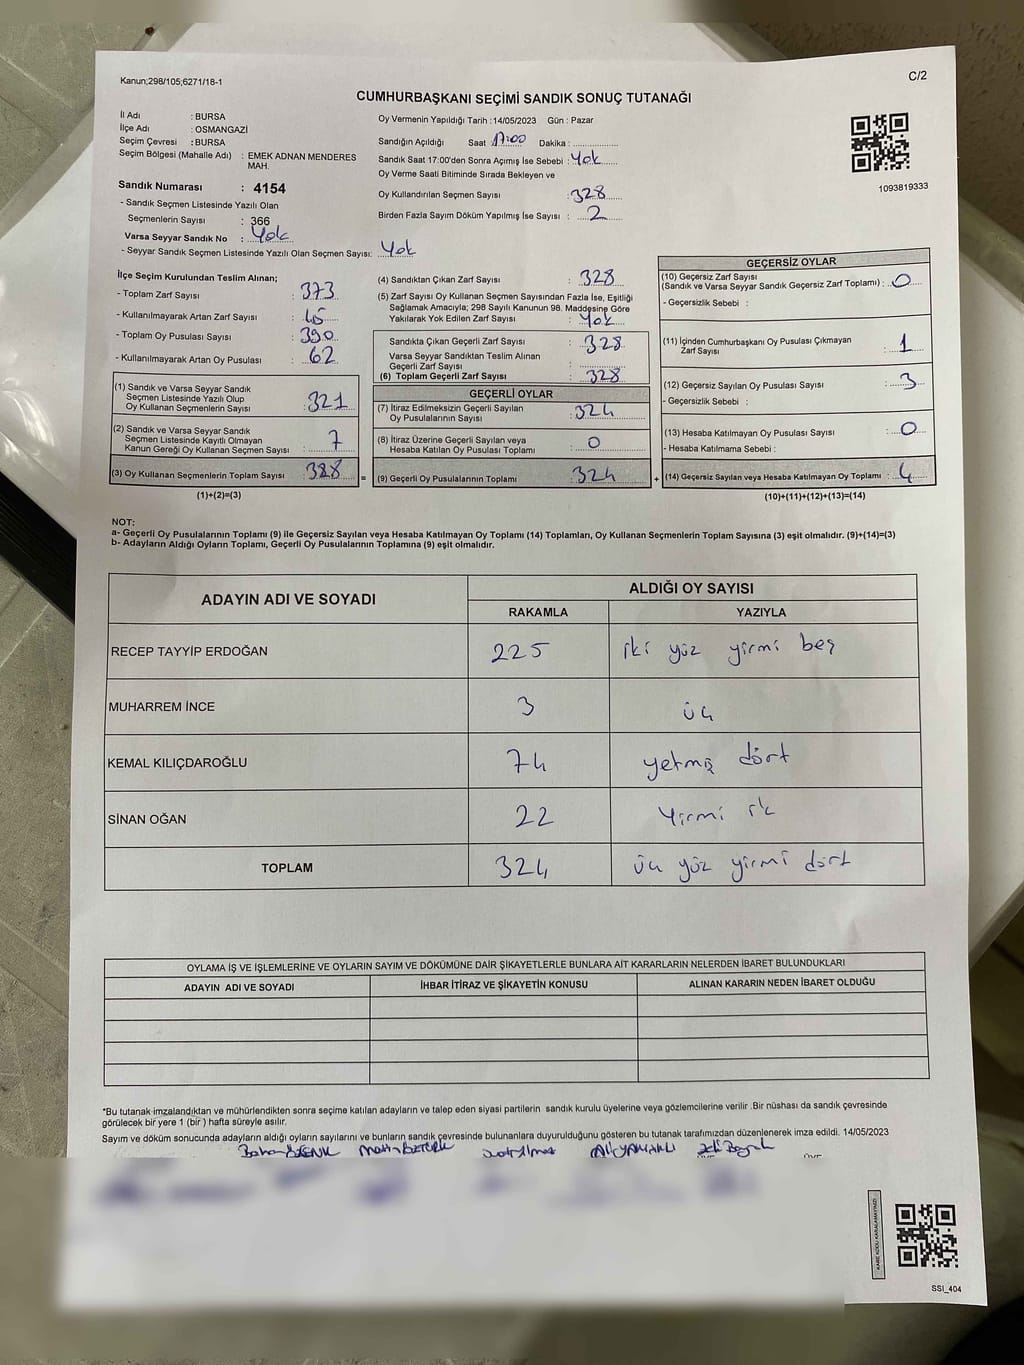 Kanun;298/105;6271/18-1
C/2
CUMHURBAŞKANI SEÇİMİ SANDIK SONUÇ TUTANAĞI
İl Adı : BURSA
İlçe Adı : OSMANGAZİ
Seçim Çevresi : BURSA
Seçim Bölgesi (Mahalle Adı) : EMEK ADNAN MENDERES
MAH.
Sandık Numarası : 4154
- Sandık Seçmen Listesinde Yazılı Olan
Seçmenlerin Sayısı : 366
Varsa Seyyar Sandık No : Yok
- Seyyar Sandık Seçmen Listesinde Yazılı Olan Seçmen Sayısı: Yok
Oy Vermenin Yapıldığı Tarih :14/05/2023 Gün : Pazar
Sandığın Açıldığı Saat 17:00 Dakika :
Sandık Saat 17:00'den Sonra Açımış İse Sebebi : Yok
Oy Verme Saati Bitiminde Sırada Bekleyen ve
Oy Kullandırılan Seçmen Sayısı : 328
Birden Fazla Sayım Döküm Yapılmış İse Sayısı : 2
1093819333
İlçe Seçim Kurulundan Teslim Alınan;
- Toplam Zarf Sayısı : 373
- Kullanılmayarak Artan Zarf Sayısı : 45
- Toplam Oy Pusulası Sayısı : 390
- Kullanılmayarak Artan Oy Pusulası : 62
(1) Sandık ve Varsa Seyyar Sandık
Seçmen Listesinde Yazılı Olup
Oy Kullanan Seçmenlerin Sayısı : 321
(2) Sandık ve Varsa Seyyar Sandık
Seçmen Listesinde Kayıtlı Olmayan
Kanun Gereği Oy Kullanan Seçmen Sayısı : 7
(3) Oy Kullanan Seçmenlerin Toplam Sayısı : 328 =
(1)+(2)=(3)
(4) Sandıktan Çıkan Zarf Sayısı : 328
(5) Zarf Sayısı Oy Kullanan Seçmen Sayısından Fazla İse, Eşitliği
Sağlamak Amacıyla; 298 Sayılı Kanunun 98. Maddesine Göre
Yakılarak Yok Edilen Zarf Sayısı : Yok
Sandıkta Çıkan Geçerli Zarf Sayısı : 328
Varsa Seyyar Sandıktan Teslim Alınan
Geçerli Zarf Sayısı :
(6) Toplam Geçerli Zarf Sayısı : 328
GEÇERLİ OYLAR
(7) İtiraz Edilmeksizin Geçerli Sayılan
Oy Pusulalarının Sayısı : 324
(8) İtiraz Üzerine Geçerli Sayılan veya
Hesaba Katılan Oy Pusulası Toplamı : 0
(9) Geçerli Oy Pusulalarının Toplamı : 324 +
GEÇERSİZ OYLAR
(10) Geçersiz Zarf Sayısı
(Sandık ve Varsa Seyyar Sandık Geçersiz Zarf Toplamı) : 0
- Geçersizlik Sebebi :
(11) İçinden Cumhurbaşkanı Oy Pusulası Çıkmayan
Zarf Sayısı : 1
(12) Geçersiz Sayılan Oy Pusulası Sayısı : 3
- Geçersizlik Sebebi :
(13) Hesaba Katılmayan Oy Pusulası Sayısı : 0
- Hesaba Katılmama Sebebi :
(14) Geçersiz Sayılan veya Hesaba Katılmayan Oy Toplamı : 4
(10)+(11)+(12)+(13)=(14)
NOT:
a- Geçerli Oy Pusulalarının Toplamı (9) ile Geçersiz Sayılan veya Hesaba Katılmayan Oy Toplamı (14) Toplamları, Oy Kullanan Seçmenlerin Toplam Sayısına (3) eşit olmalıdır. (9)+(14)=(3)
b- Adayların Aldığı Oyların Toplamı, Geçerli Oy Pusulalarının Toplamına (9) eşit olmalıdır.
ADAYIN ADI VE SOYADI ALDIĞI OY SAYISI
RAKAMLA YAZIYLA
RECEP TAYYİP ERDOĞAN 225 iki yüz yirmi beş
MUHARREM İNCE 3 üç
KEMAL KILIÇDAROĞLU 74 yetmiş dört
SİNAN OĞAN 22 Yirmi ik
TOPLAM 324 üç yüz yirmi dört
OYLAMA İŞ VE İŞLEMLERİNE VE OYLARIN SAYIM VE DÖKÜMÜNE DAİR ŞİKAYETLERLE BUNLARA AİT KARARLARIN NELERDEN İBARET BULUNDUKLARI
ADAYIN ADI VE SOYADI İHBAR İTİRAZ VE ŞİKAYETİN KONUSU ALINAN KARARIN NEDEN İBARET OLDUĞU
*Bu tutanak imzalandıktan ve mühürlendikten sonra seçime katılan adayların ve talep eden siyasi partilerin sandık kurulu üyelerine veya gözlemcilerine verilir .Bir nüshası da sandık çevresinde
görülecek bir yere 1 (bir ) hafta süreyle asılır.
Sayım ve döküm sonucunda adayların aldığı oyların sayılarını ve bunların sandık çevresinde bulunanlara duyurulduğunu gösteren bu tutanak tarafımızdan düzenlenerek imza edildi. 14/05/2023
KARE KODU KARALAMAYINIZ!
SSI_404